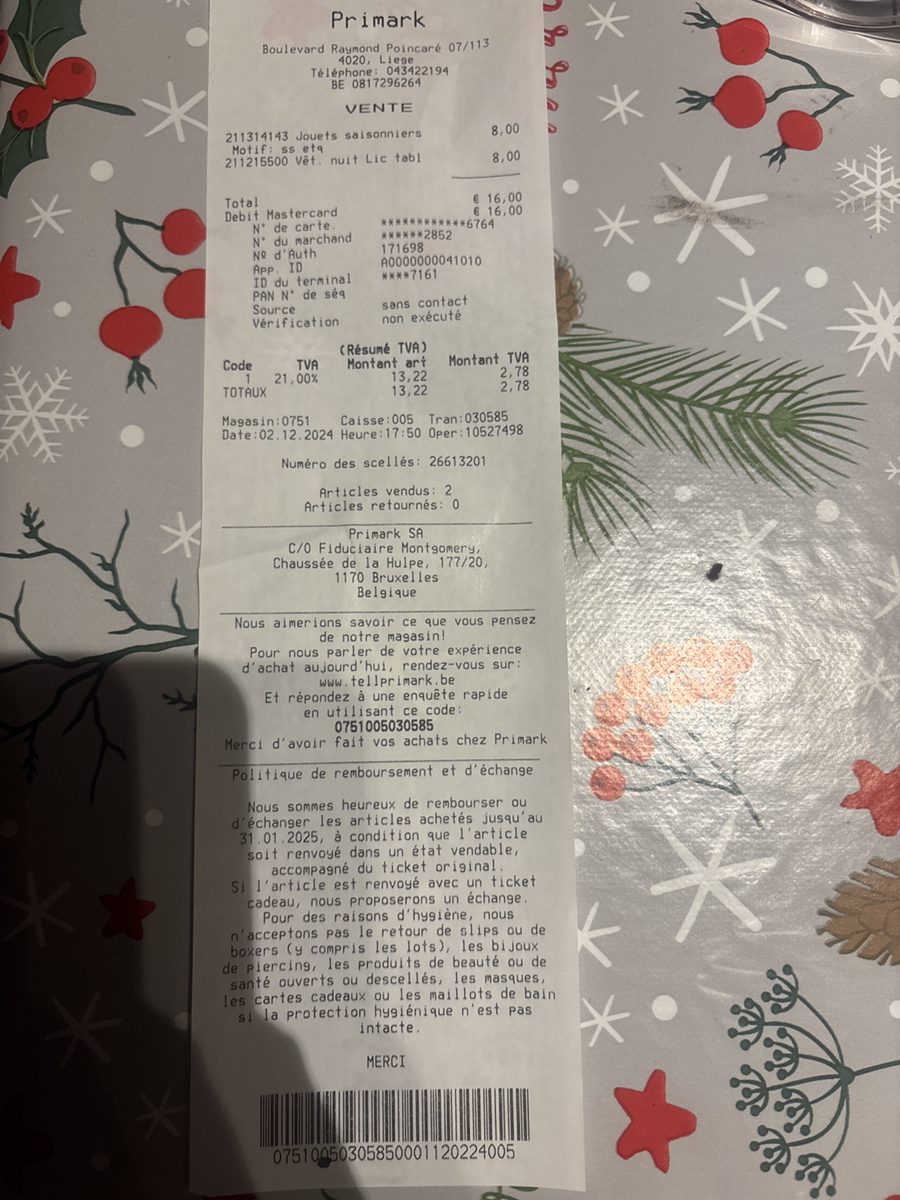 Primark
Boulevard Raymond Poincaré 07/113
4020, Liege
Téléphone: 043422194
BE 0817296264
VENTE
211314143 Jouets saisonniers 8,00
Motif: ss etq
211215500 Vêt. nuit Lic tabl 8,00
Total € 16,00
Debit Mastercard € 16,00
N° de carte. ************6764
N° du marchand ******2852
Nº d'Auth 171698
App. ID A0000000041010
ID du terminal ****7161
PAN N° de séq
Source sans contact
Vérification non exécuté
(Résumé TVA)
Code TVA Montant art Montant TVA
1 21,00% 13,22 2,78
TOTAUX 13,22 2,78
Magasin:0751 Caisse:005 Tran:030585
Date:02.12.2024 Heure:17:50 Oper:10527498
Numéro des scellés: 26613201
Articles vendus: 2
Articles retournés: 0
Primark SA
C/O Fiduciaire Montgomery,
Chaussée de la Hulpe, 177/20,
1170 Bruxelles
Belgique
Nous aimerions savoir ce que vous pensez
de notre magasin!
Pour nous parler de votre expérience
d'achat aujourd'hui, rendez-vous sur:
www.tellprimark.be
Et répondez à une enquête rapide
en utilisant ce code:
0751005030585
Merci d'avoir fait vos achats chez Primark
Politique de remboursement et d'échange
Nous sommes heureux de rembourser ou
d'échanger les articles achetés jusqu'au
31.01.2025, à condition que l'article
soit renvoyé dans un état vendable,
accompagné du ticket original.
Si l'article est renvoyé avec un ticket
cadeau, nous proposerons un échange.
Pour des raisons d'hygiène, nous
n'acceptons pas le retour de slips ou de
boxers (y compris les lots), les bijoux
de piercing, les produits de beauté ou de
santé ouverts ou descellés, les masques,
les cartes cadeaux ou les maillots de bain
si la protection hygiénique n'est pas
intacte.
MERCI
07510050305850001120224005